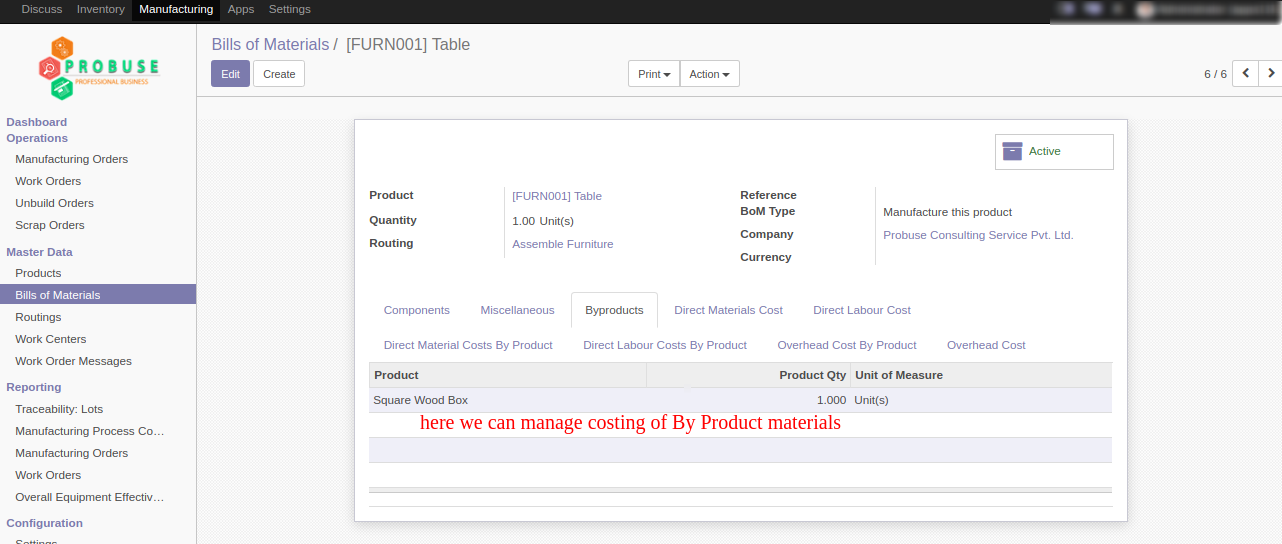 Discuss Inventory Manufacturing Apps Settings
PROBUSE
PROFESSIONAL BUSINESS
Dashboard
Operations
Manufacturing Orders
Work Orders
Unbuild Orders
Scrap Orders
Master Data
Products
Bills of Materials
Routings
Work Centers
Work Order Messages
Reporting
Traceability: Lots
Manufacturing Process Co…
Manufacturing Orders
Work Orders
Overall Equipment Effectiv…
Configuration
Settings
Bills of Materials / [FURN001] Table
Edit Create Print Action 6 / 6
Active
Product [FURN001] Table
Quantity 1.00 Unit(s)
Routing Assemble Furniture
Reference
BoM Type Manufacture this product
Company Probuse Consulting Service Pvt. Ltd.
Currency
Components Miscellaneous Byproducts Direct Materials Cost Direct Labour Cost
Direct Material Costs By Product Direct Labour Costs By Product Overhead Cost By Product Overhead Cost
Product Product Qty Unit of Measure
Square Wood Box 1.000 Unit(s)
here we can manage costing of By Product materials